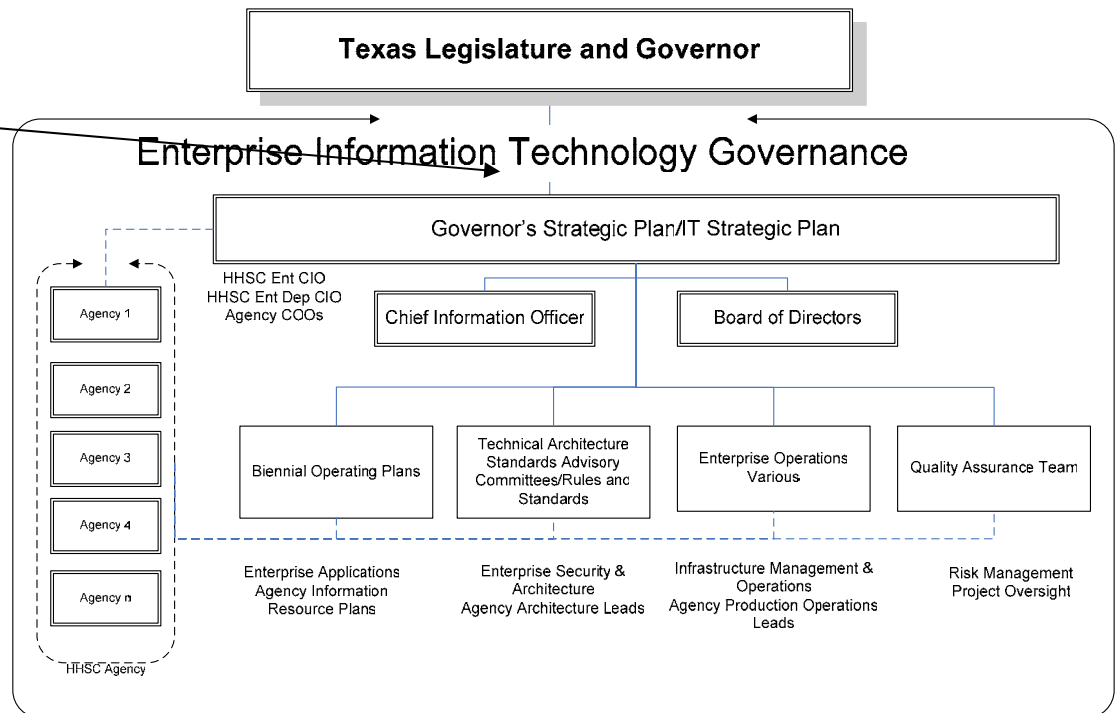 Texas Legislature and Governor
Enterprise Information Technology Governance
Governor's Strategic Plan/IT Strategic Plan
HHSC Ent CIO
HHSC Ent Dep CIO
Agency COOs
Chief Information Officer
Board of Directors
Agency 1
Agency 2
Agency 3
Agency 4
Agency n
HHSC Agency
Biennial Operating Plans
Technical Architecture
Standards Advisory
Committees/Rules and
Standards
Enterprise Operations
Various
Quality Assurance Team
Enterprise Applications
Agency Information
Resource Plans
Enterprise Security &
Architecture
Agency Architecture Leads
Infrastructure Management &
Operations
Agency Production Operations
Leads
Risk Management
Project Oversight